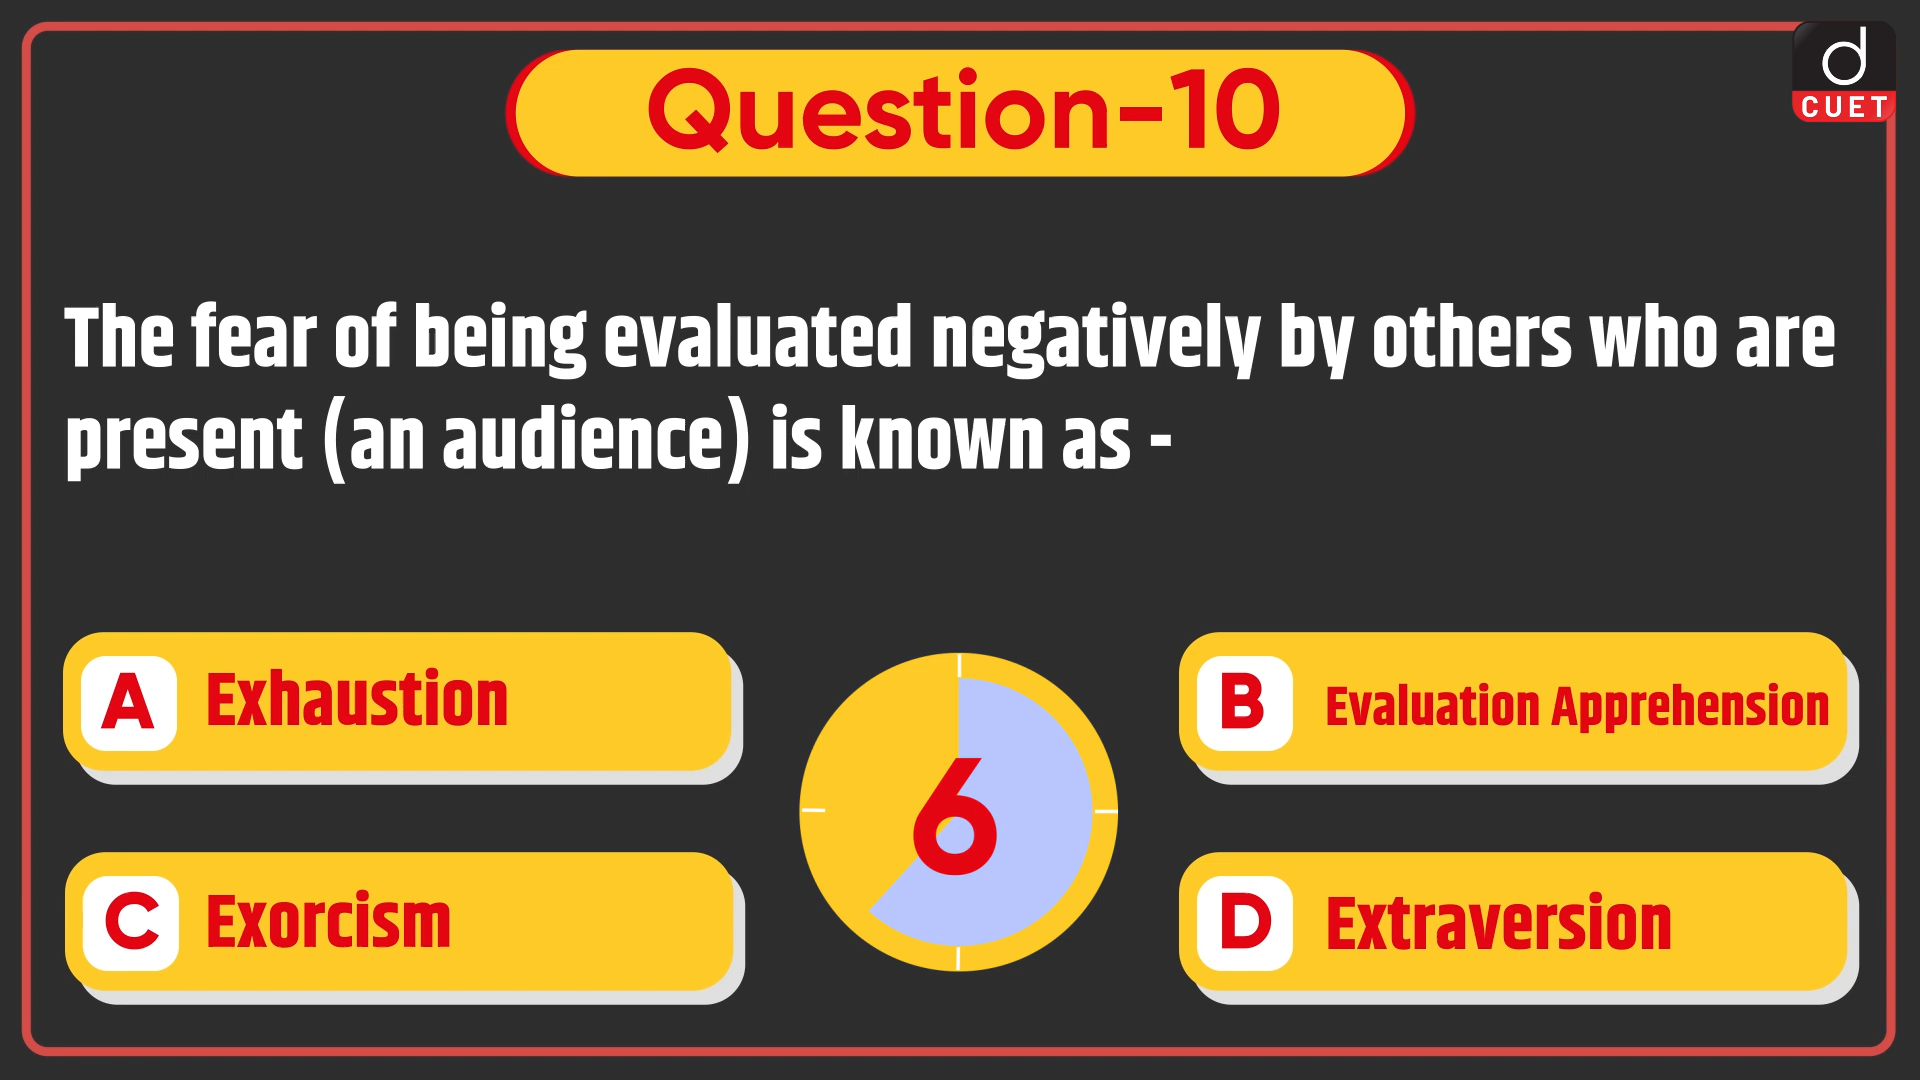 Question-10
d
CUET
The fear of being evaluated negatively by others who are
present (an audience) is known as -
A Exhaustion
B Evaluation Apprehension
6
C Exorcism
D Extraversion